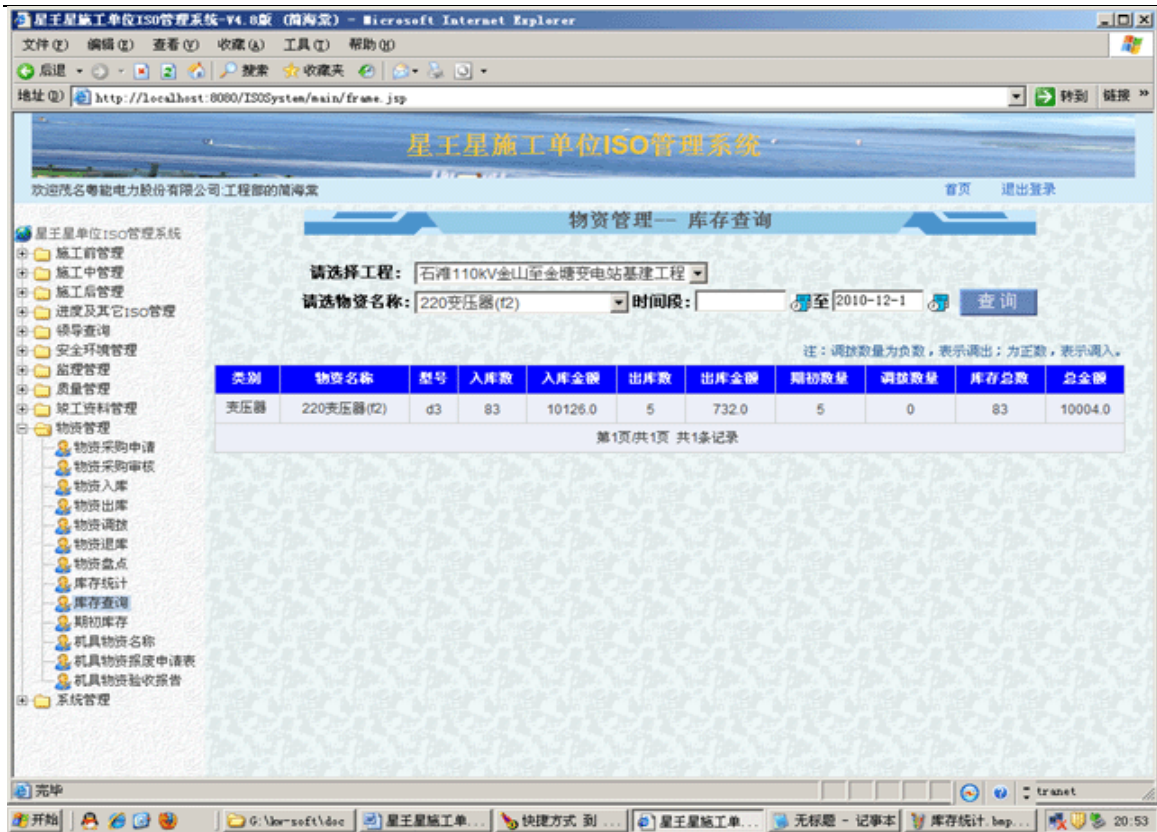 星王星施工单位ISO管理系统-V4.8版 (简海棠) - Microsoft Internet Explorer
文件(F) 编辑(E) 查看(V) 收藏(A) 工具(T) 帮助(H)
后退 搜索 收藏夹
地址(D) http://localhost:8080/ISOSystem/main/frame.jsp 转到 链接 »
星王星施工单位ISO管理系统
欢迎茂名粤能电力股份有限公司:工程部的简海棠 首页 退出登录
物资管理-- 库存查询
星王星单位ISO管理系统
施工前管理
施工中管理
施工后管理
进度及其它ISO管理
领导查询
安全环境管理
监理管理
质量管理
竣工资料管理
物资管理
物资采购申请
物资采购审核
物资入库
物资出库
物资调拨
物资退库
物资盘点
库存统计
库存查询
期初库存
机具物资名称
机具物资报废申请表
机具物资验收报告
系统管理
请选择工程: 石滩110kV金山至金塘变电站基建工程
请选物资名称: 220变压器(f2) 时间段: 至 2010-12-1 查询
注:调拨数量为负数,表示调出;为正数,表示调入。
类别 物资名称 型号 入库数 入库金额 出库数 出库金额 期初数量 调拨数量 库存总数 总金额
变压器 220变压器(f2) d3 83 10126.0 5 732.0 5 0 83 10004.0
第1页/共1页 共1条记录
完毕 tranet
开始 G:\kw-soft\doc 星王星施工单... 快捷方式 到 ... 星王星施工单... 无标题 - 记事本 库存统计.bmp... 20:53